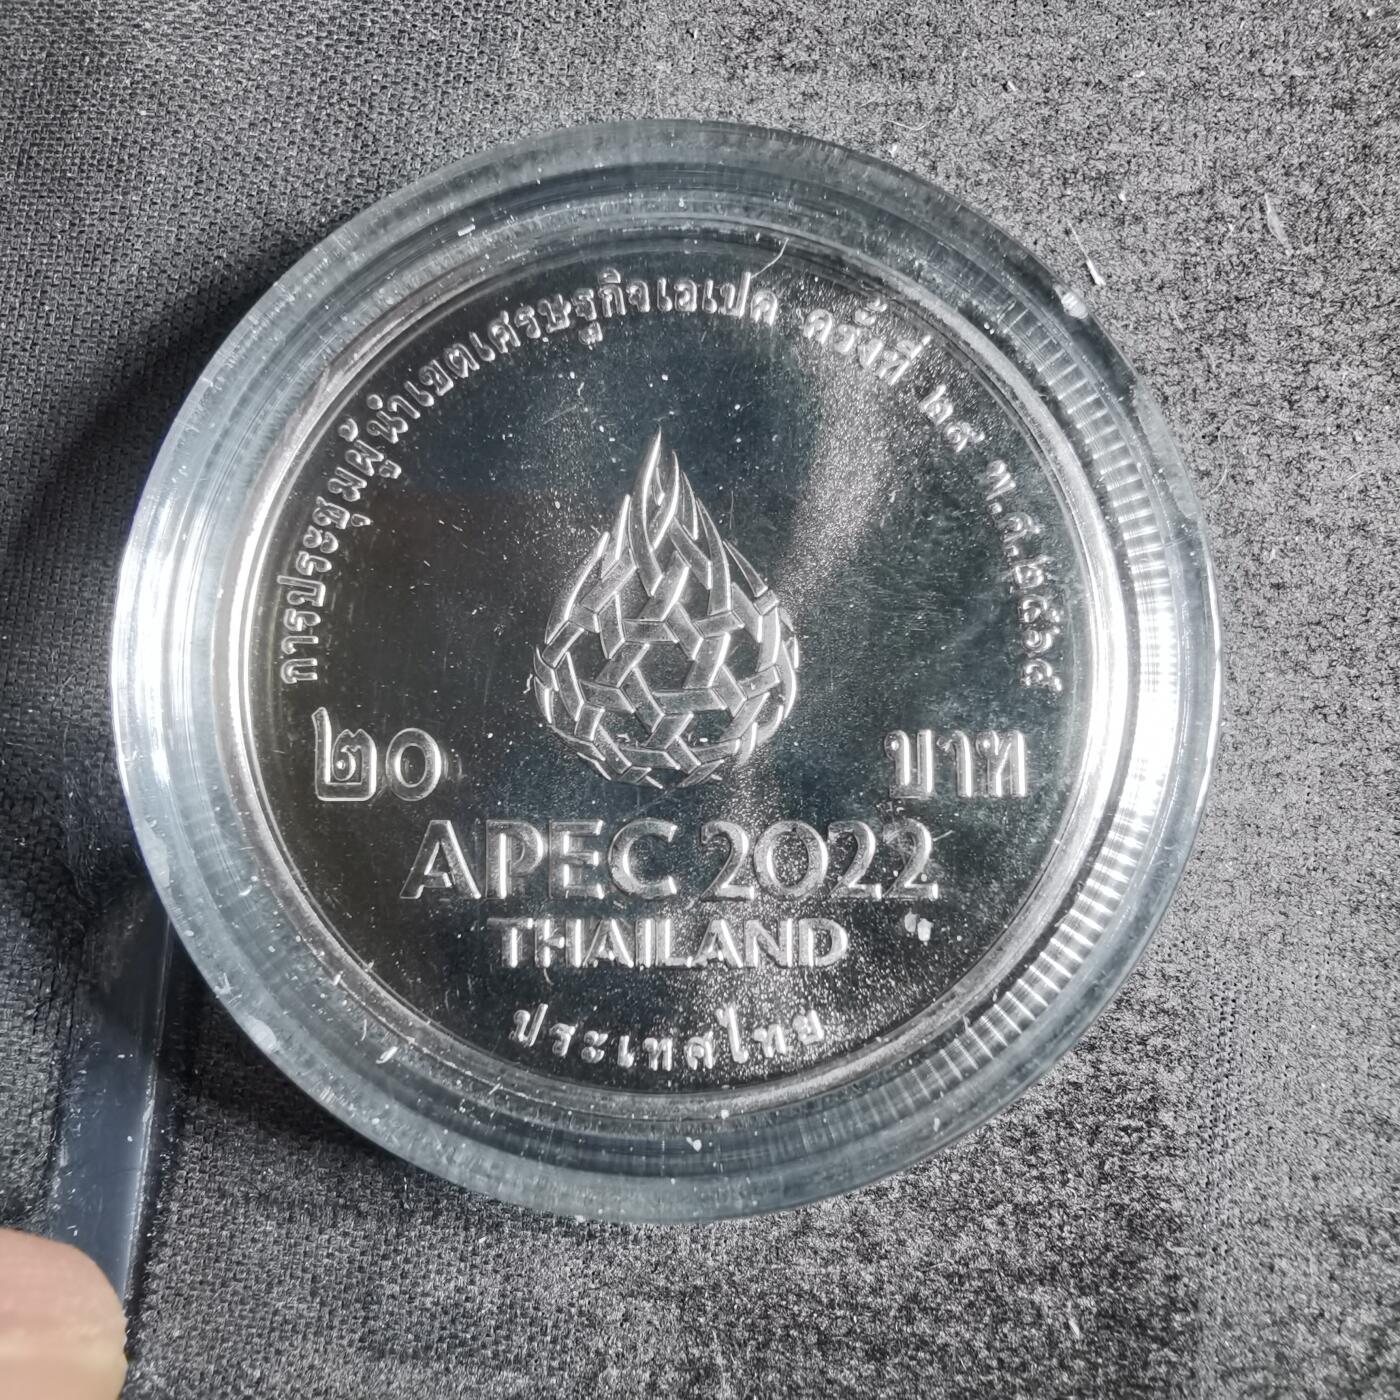 การประชุมผู้นำเขตเศรษฐกิจเอเปค ครั้งที่ ๒๙ พ.ศ.๒๕๖๕
๒๐ บาท
APEC 2022
THAILAND
ประเทศไทย